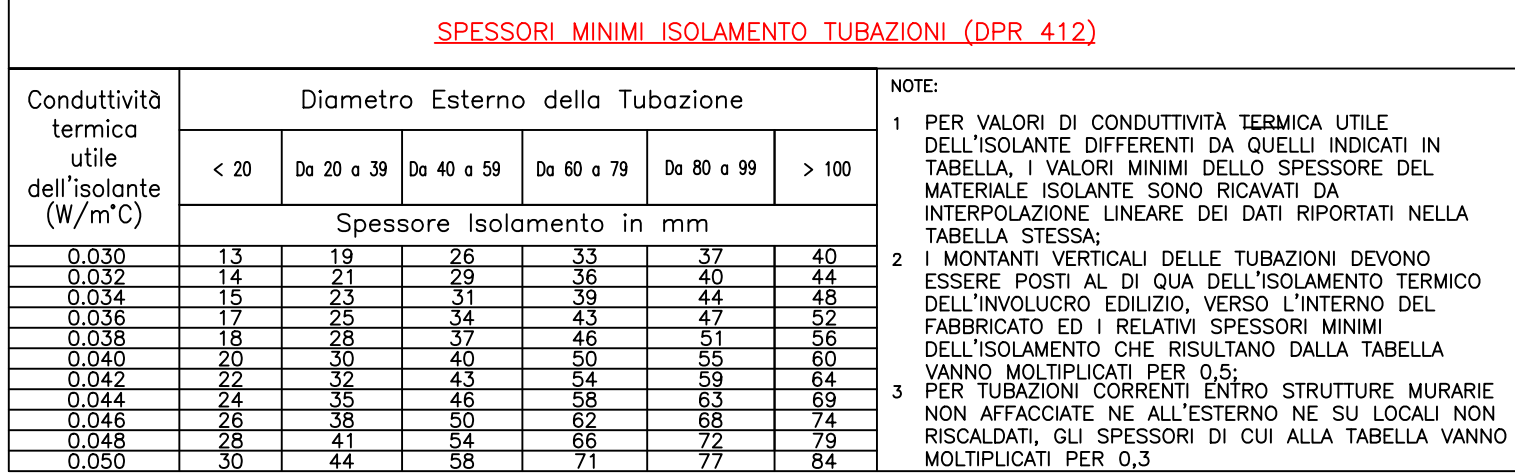 SPESSORI MINIMI ISOLAMENTO TUBAZIONI (DPR 412)
Conduttività
termica
utile
dell'isolante
(W/m°C)
Diametro Esterno della Tubazione
< 20 Da 20 a 39 Da 40 a 59 Da 60 a 79 Da 80 a 99 > 100
Spessore Isolamento in mm
0.030 13 19 26 33 37 40
0.032 14 21 29 36 40 44
0.034 15 23 31 39 44 48
0.036 17 25 34 43 47 52
0.038 18 28 37 46 51 56
0.040 20 30 40 50 55 60
0.042 22 32 43 54 59 64
0.044 24 35 46 58 63 69
0.046 26 38 50 62 68 74
0.048 28 41 54 66 72 79
0.050 30 44 58 71 77 84
NOTE:
1 PER VALORI DI CONDUTTIVITÀ TERMICA UTILE
DELL'ISOLANTE DIFFERENTI DA QUELLI INDICATI IN
TABELLA, I VALORI MINIMI DELLO SPESSORE DEL
MATERIALE ISOLANTE SONO RICAVATI DA
INTERPOLAZIONE LINEARE DEI DATI RIPORTATI NELLA
TABELLA STESSA;
2 I MONTANTI VERTICALI DELLE TUBAZIONI DEVONO
ESSERE POSTI AL DI QUA DELL'ISOLAMENTO TERMICO
DELL'INVOLUCRO EDILIZIO, VERSO L'INTERNO DEL
FABBRICATO ED I RELATIVI SPESSORI MINIMI
DELL'ISOLAMENTO CHE RISULTANO DALLA TABELLA
VANNO MOLTIPLICATI PER 0,5;
3 PER TUBAZIONI CORRENTI ENTRO STRUTTURE MURARIE
NON AFFACCIATE NE ALL'ESTERNO NE SU LOCALI NON
RISCALDATI, GLI SPESSORI DI CUI ALLA TABELLA VANNO
MOLTIPLICATI PER 0,3